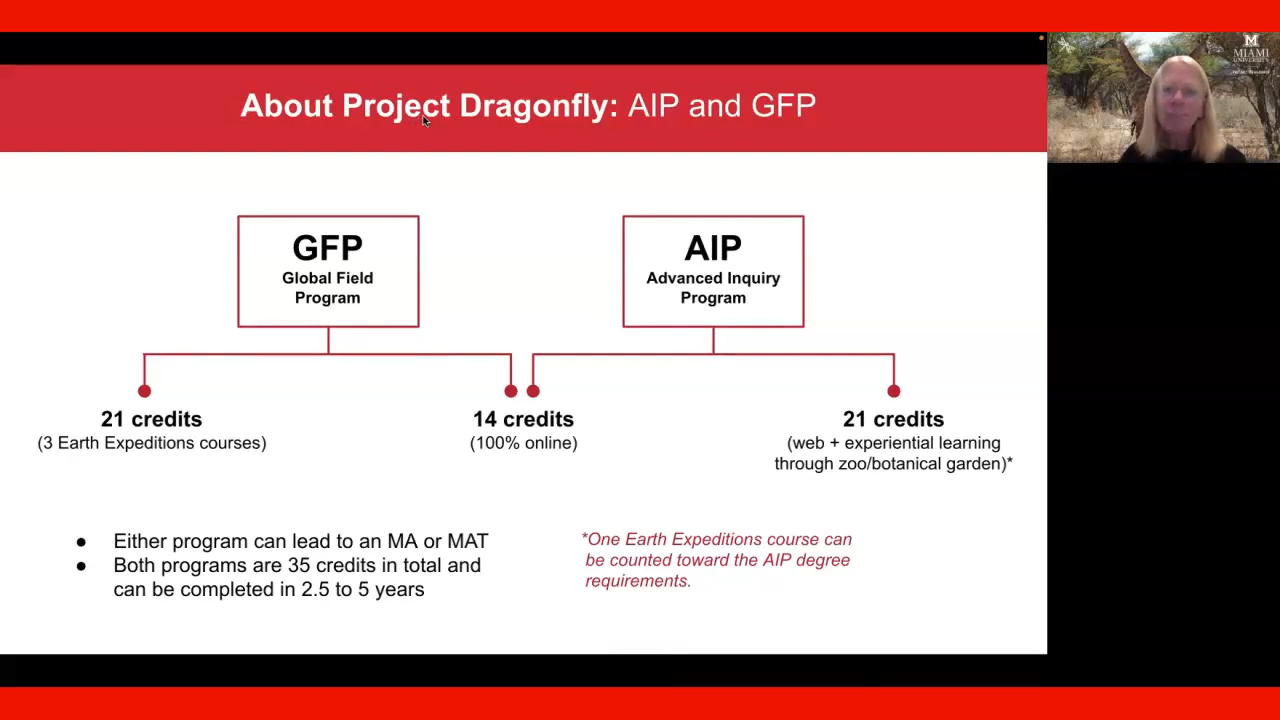 About Project Dragonfly: AIP and GFP
M
MIAMI
UNIVERSITY
GFP
Global Field
Program
AIP
Advanced Inquiry
Program
21 credits
(3 Earth Expeditions courses)
14 credits
(100% online)
21 credits
(web + experiential learning
through zoo/botanical garden)*
● Either program can lead to an MA or MAT
● Both programs are 35 credits in total and
can be completed in 2.5 to 5 years
*One Earth Expeditions course can
be counted toward the AIP degree
requirements.